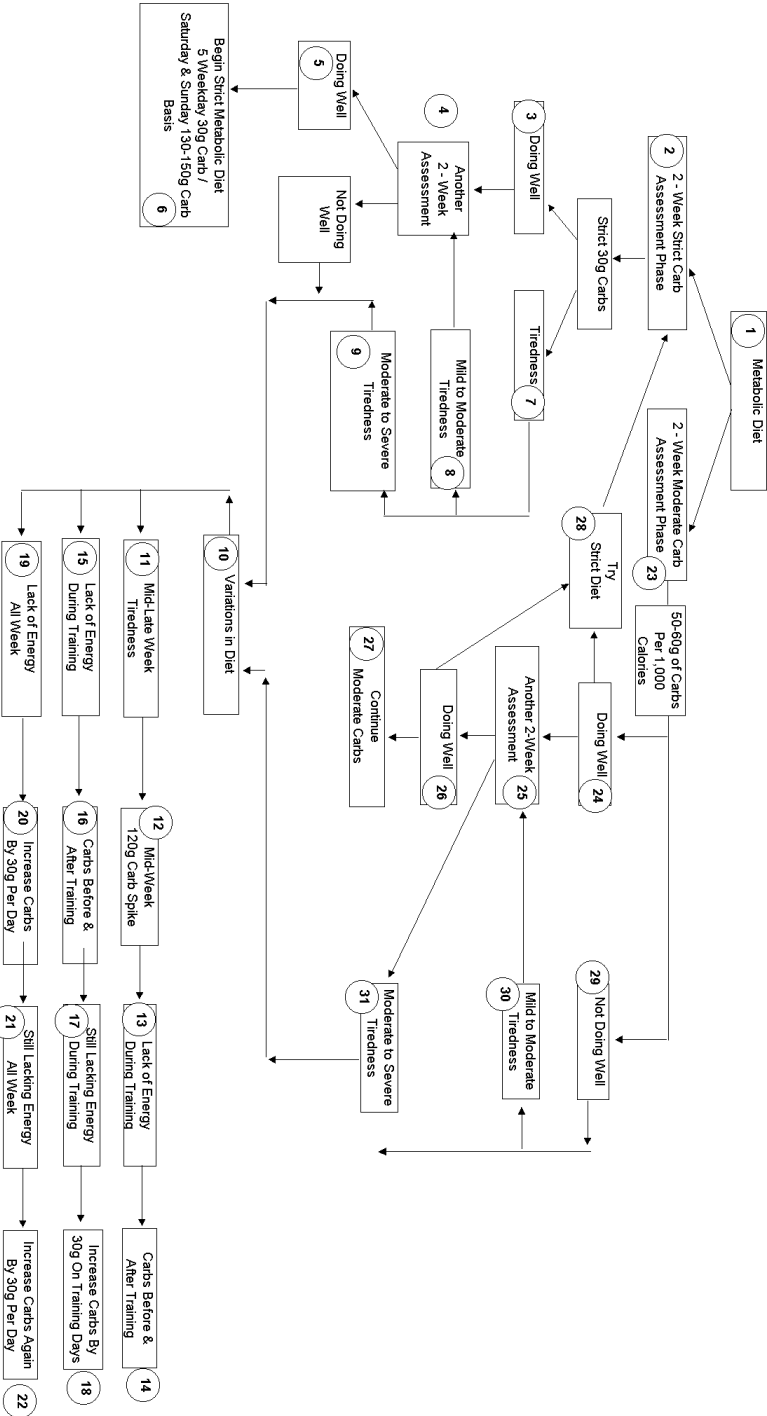 1
Metabolic Diet
2
2 - Week Strict Carb
Assessment Phase
Strict 30g Carbs
3
Doing Well
4
Another
2 - Week
Assessment
5
Doing Well
Begin Strict Metabolic Diet
5 Weekday 30g Carb /
Saturday & Sunday 130-150g Carb
Basis
6
Not Doing
Well
Tiredness
7
Mild to Moderate
Tiredness
8
Moderate to Severe
Tiredness
9
10
Variations in Diet
11
Mid-Late Week
Tiredness
12
Mid-Week
120g Carb Spike
13
Lack of Energy
During Training
Carbs Before &
After Training
14
15
Lack of Energy
During Training
16
Carbs Before &
After Training
17
Still Lacking Energy
During Training
Increase Carbs By
30g On Training Days
18
19
Lack of Energy
All Week
20
Increase Carbs
By 30g Per Day
21
Still Lacking Energy
All Week
Increase Carbs Again
By 30g Per Day
22
2 - Week Moderate Carb
Assessment Phase
23
50-60g of Carbs
Per 1,000
Calories
Doing Well
24
Another 2-Week
Assessment
25
Doing Well
26
27
Continue
Moderate Carbs
28
Try
Strict Diet
29
Not Doing Well
30
Mild to Moderate
Tiredness
31
Moderate to Severe
Tiredness